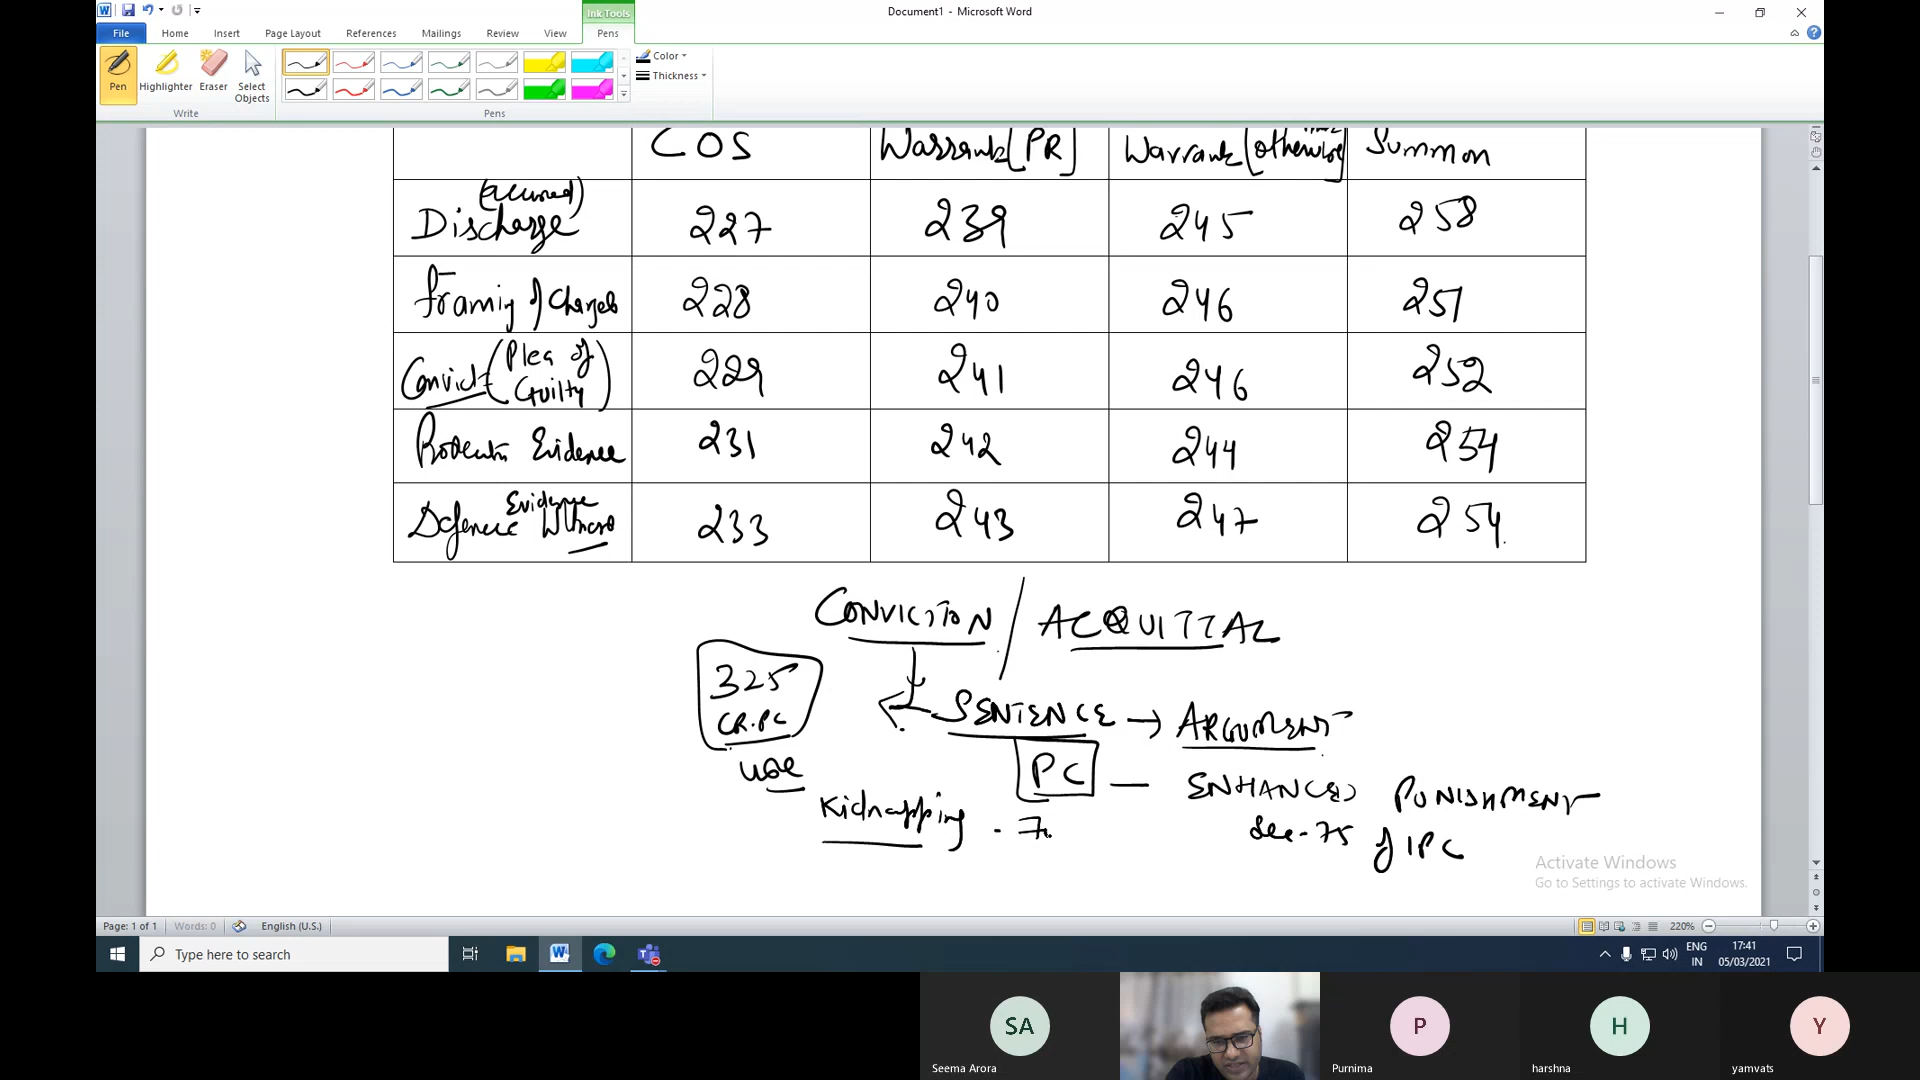 Ink Tools
Document1 - Microsoft Word
File Home Insert Page Layout References Mailings Review View Pens
Pen Highlighter Eraser Select Objects
Color
Thickness
Write Pens
COS Warrant [PR] Warrant [otherwise] Summon
(accused)
Discharge 227 239 245 258
Framing of Charges 228 240 246 251
Convict (Plea of Guilty) 229 241 246 252
Evidence 231 242 244 254
Evidence
Defence Witness 233 243 247 254
CONVICTION / ACQUITTAL
325
CR.PC
use
SENTENCE → ARGUMENT
PC — ENHANCED PUNISHMENT
Kidnapping - 7
Sec-75 of IPC
Activate Windows
Go to Settings to activate Windows.
Page: 1 of 1 Words: 0 English (U.S.) 220%
Type here to search
ENG
IN
17:41
05/03/2021
SA P H Y
Seema Arora Purnima harshna yamvats